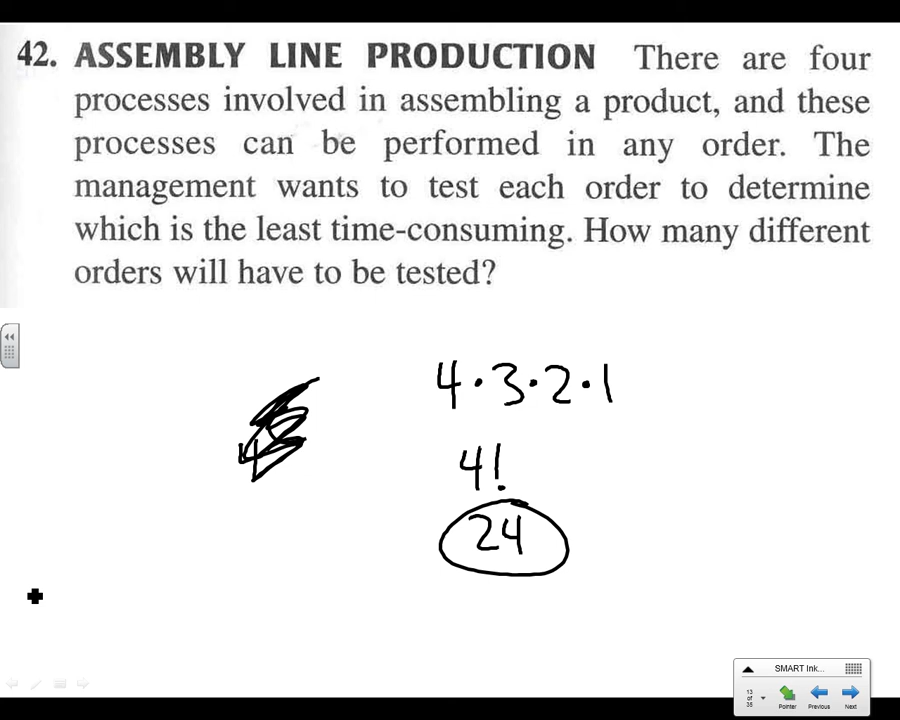 42. ASSEMBLY LINE PRODUCTION There are four
processes involved in assembling a product, and these
processes can be performed in any order. The
management wants to test each order to determine
which is the least time-consuming. How many different
orders will have to be tested?
4·3·2·1
4!
24
SMART Ink...
13
of
35
Pointer
Previous
Next